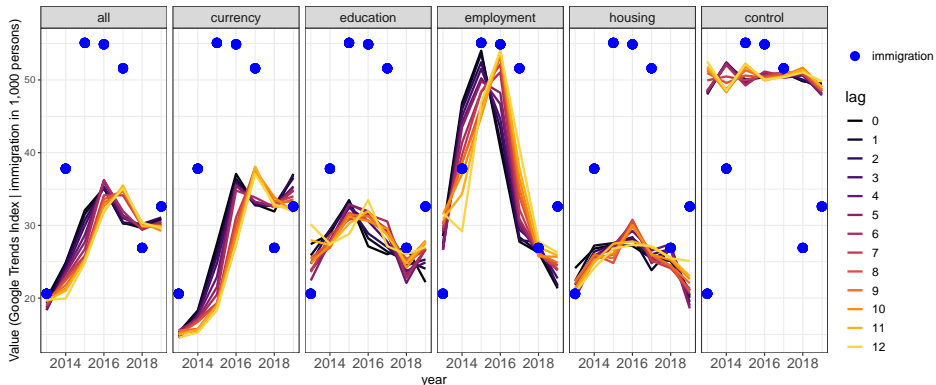 all currency education employment housing control
Value (Google Trends Index | immigration in 1,000 persons)
50
40
30
20
2014 2016 2018 2014 2016 2018 2014 2016 2018 2014 2016 2018 2014 2016 2018 2014 2016 2018
year
immigration
lag
0
1
2
3
4
5
6
7
8
9
10
11
12